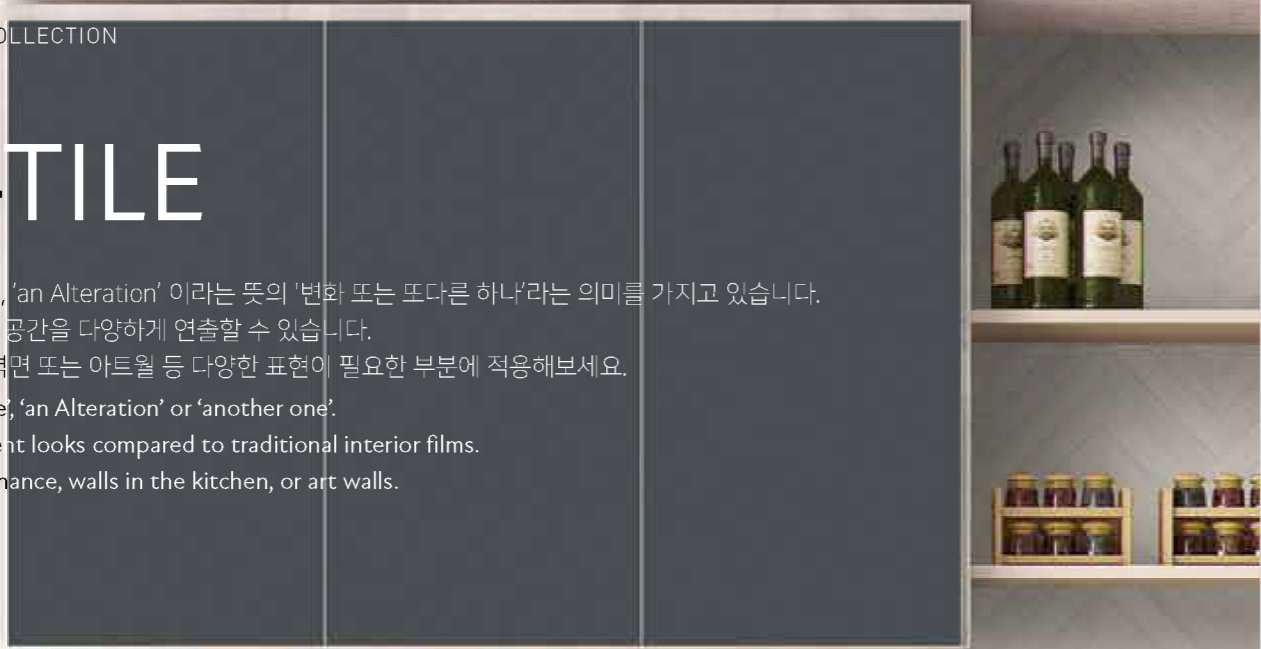 OLLECTION
-TILE
, 'an Alteration' 이라는 뜻의 '변화 또는 또다른 하나'라는 의미를 가지고 있습니다.
공간을 다양하게 연출할 수 있습니다.
벽면 또는 아트월 등 다양한 표현이 필요한 부분에 적용해보세요.
e', 'an Alteration' or 'another one'.
ent looks compared to traditional interior films.
nance, walls in the kitchen, or art walls.